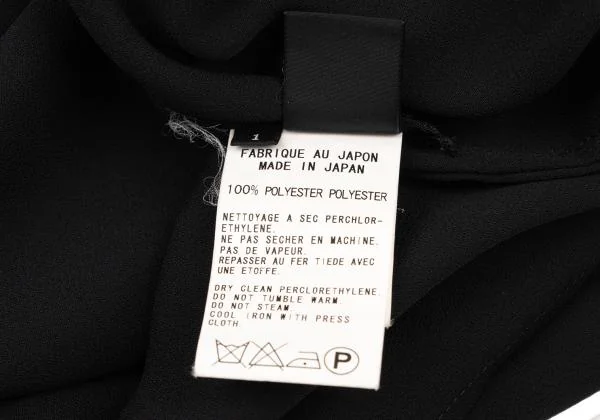 1
FABRIQUE AU JAPON
MADE IN JAPAN
100% POLYESTER POLYESTER
NETTOYAGE A SEC PERCHLOR-
ETHYLENE.
NE PAS SECHER EN MACHINE.
PAS DE VAPEUR.
REPASSER AU FER TIEDE AVEC
UNE ETOFFE.
DRY CLEAN PERCLORETHYLENE.
DO NOT TUMBLE WARM.
DO NOT STEAM.
COOL IRON WITH PRESS
CLOTH.
P